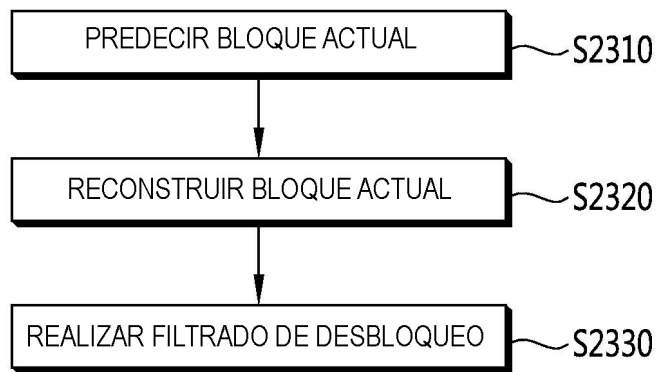 PREDECIR BLOQUE ACTUAL
S2310
RECONSTRUIR BLOQUE ACTUAL
S2320
REALIZAR FILTRADO DE DESBLOQUEO
S2330